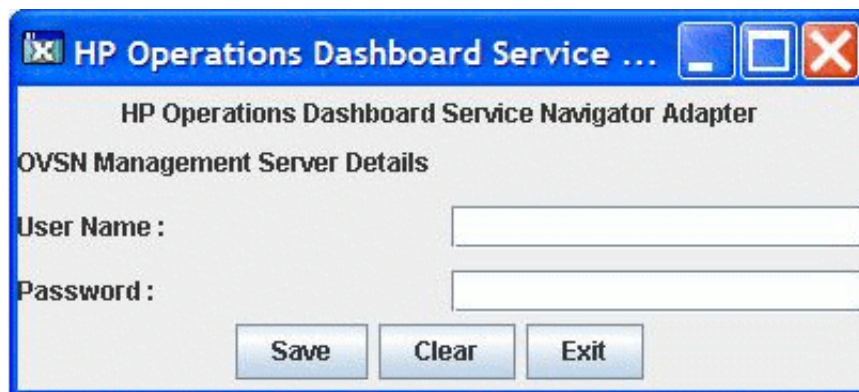 HP Operations Dashboard Service ...
HP Operations Dashboard Service Navigator Adapter
OVSN Management Server Details
User Name :
Password :
Save Clear Exit